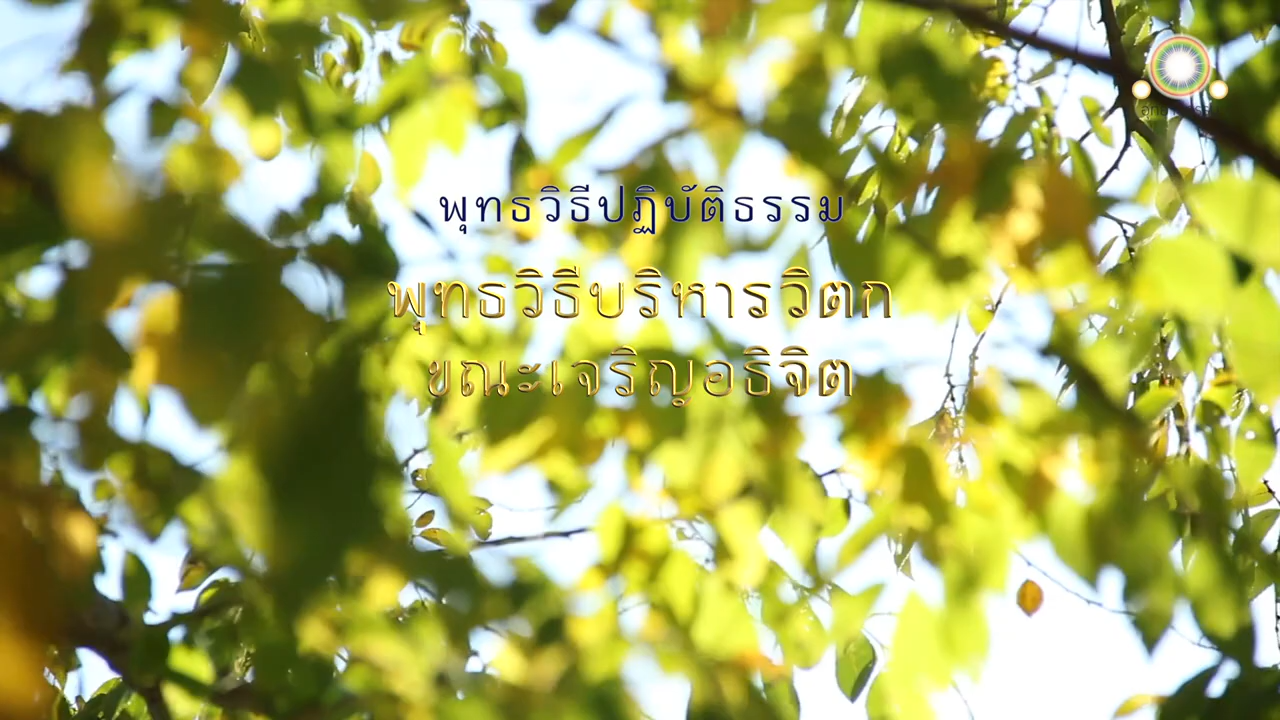 พุทธวิธีปฏิบัติธรรม
พุทธวิธีบริหารวิตก
ขณะเจริญอธิจิต